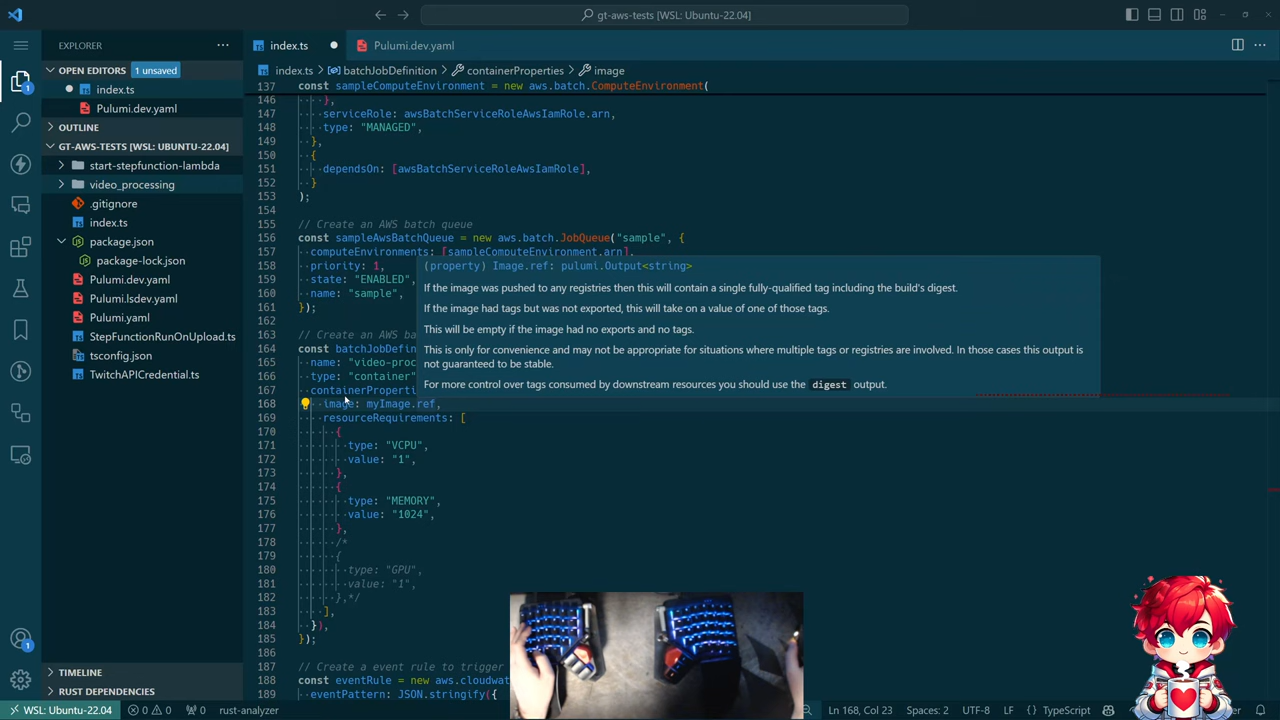 gt-aws-tests [WSL: Ubuntu-22.04]
EXPLORER
index.ts
Pulumi.dev.yaml
OPEN EDITORS
1 unsaved
index.ts
Pulumi.dev.yaml
OUTLINE
GT-AWS-TESTS [WSL: UBUNTU-22.04]
start-stepfunction-lambda
video_processing
.gitignore
index.ts
package.json
package-lock.json
Pulumi.dev.yaml
Pulumi.lsdev.yaml
Pulumi.yaml
StepFunctionRunOnUpload.ts
tsconfig.json
TwitchAPICredential.ts
TIMELINE
RUST DEPENDENCIES
index.ts > batchJobDefinition > containerProperties > image
137 const sampleComputeEnvironment = new aws.batch.ComputeEnvironment(
146 },
147 serviceRole: awsBatchServiceRoleAwsIamRole.arn,
148 type: "MANAGED",
149 },
150 {
151 dependsOn: [awsBatchServiceRoleAwsIamRole],
152 }
153 );
154
155 // Create an AWS batch queue
156 const sampleAwsBatchQueue = new aws.batch.JobQueue("sample", {
157 computeEnvironments: [sampleComputeEnvironment.arn],
158 priority: 1,
159 state: "ENABLED",
160 name: "sample",
161 });
162
163 // Create an AWS ba
164 const batchJobDefin
165 name: "video-proc
166 type: "container"
167 containerProperti
168 image: myImage.ref,
169 resourceRequirements: [
170 {
171 type: "VCPU",
172 value: "1",
173 },
174 {
175 type: "MEMORY",
176 value: "1024",
177 },
178 /*
179 {
180 type: "GPU",
181 value: "1",
182 },*/
183 ],
184 }),
185 });
186
187 // Create a event rule to trigger
188 const eventRule = new aws.cloudwa
189 eventPattern: JSON.stringify({
(property) Image.ref: pulumi.Output<string>
If the image was pushed to any registries then this will contain a single fully-qualified tag including the build's digest.
If the image had tags but was not exported, this will take on a value of one of those tags.
This will be empty if the image had no exports and no tags.
This is only for convenience and may not be appropriate for situations where multiple tags or registries are involved. In those cases this output is
not guaranteed to be stable.
For more control over tags consumed by downstream resources you should use the digest output.
1
1
WSL: Ubuntu-22.04 0 0 0 rust-analyzer Ln 168, Col 23 Spaces: 2 UTF-8 LF {} TypeScript